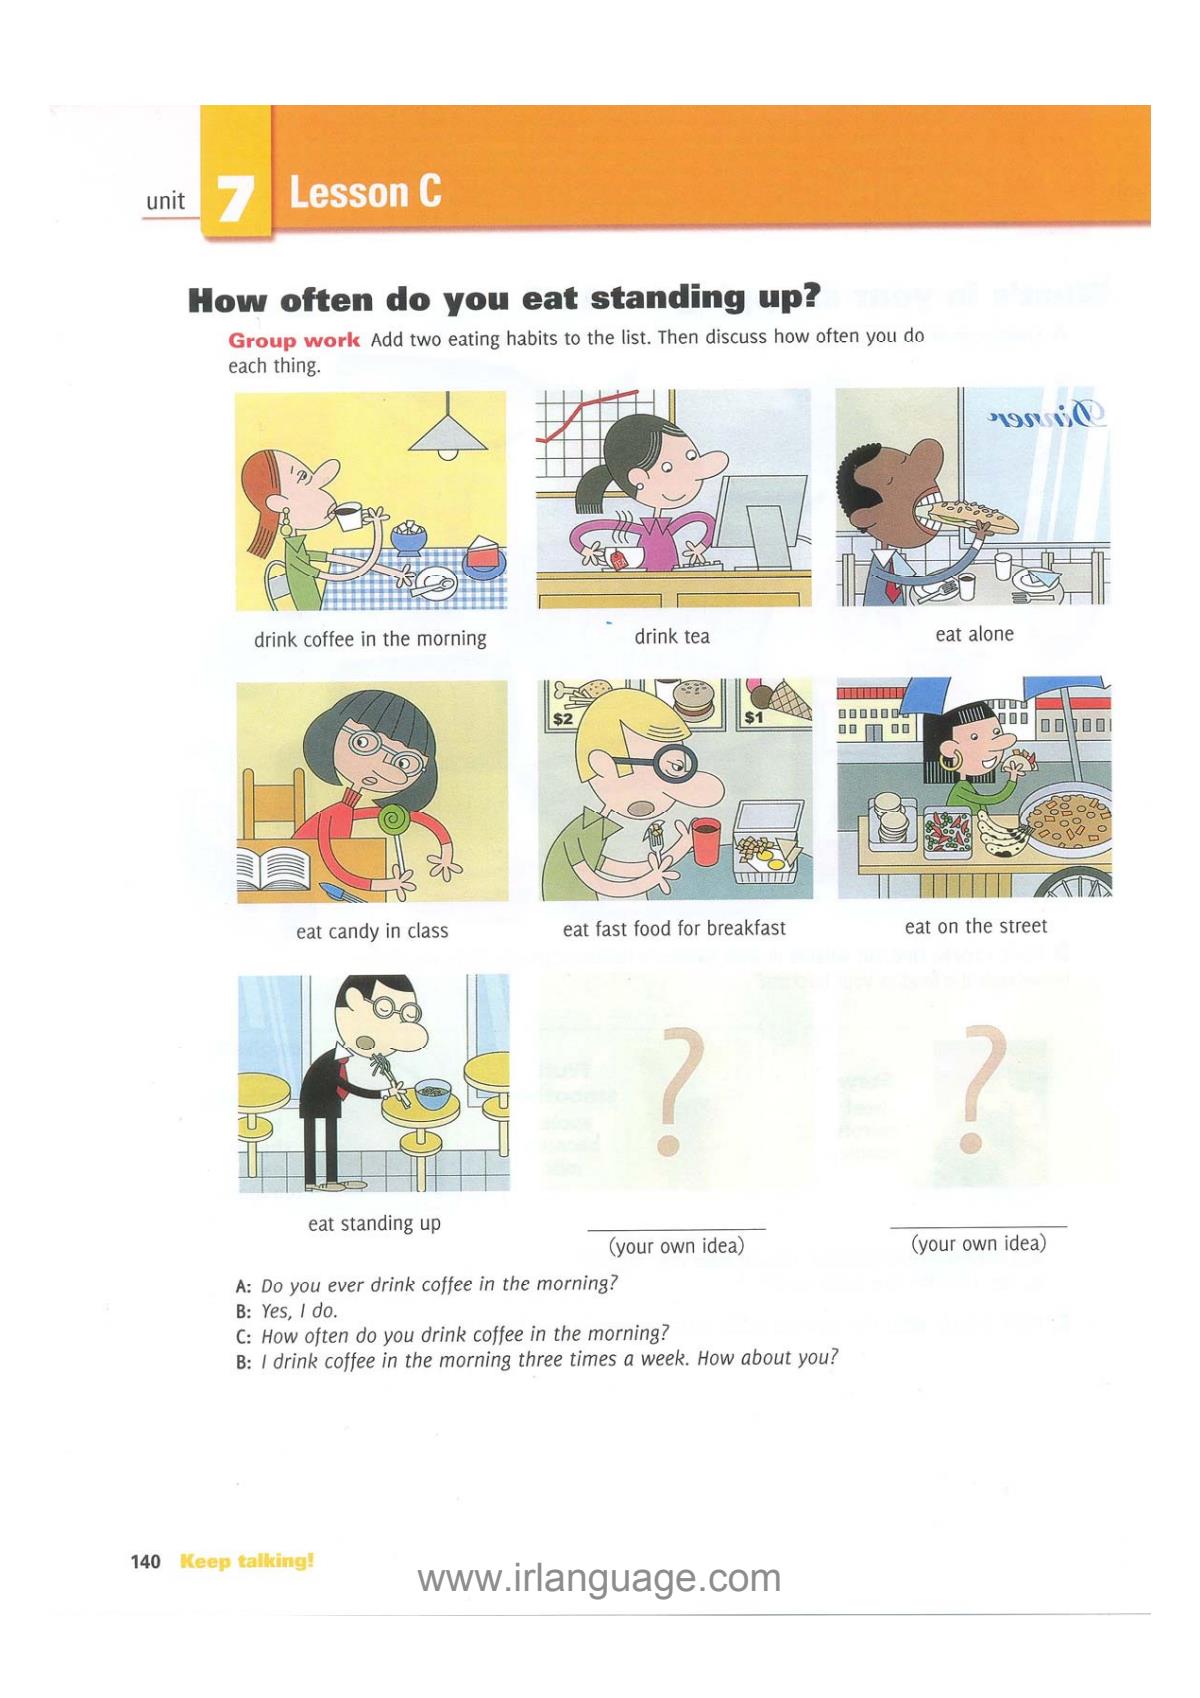 unit 7 Lesson C
How often do you eat standing up?
Group work Add two eating habits to the list. Then discuss how often you do
each thing.
Dinner
drink coffee in the morning
drink tea
eat alone
$2
$1
eat candy in class
eat fast food for breakfast
eat on the street
?
?
eat standing up
(your own idea)
(your own idea)
A: Do you ever drink coffee in the morning?
B: Yes, I do.
C: How often do you drink coffee in the morning?
B: I drink coffee in the morning three times a week. How about you?
140 Keep talking!
www.irlanguage.com